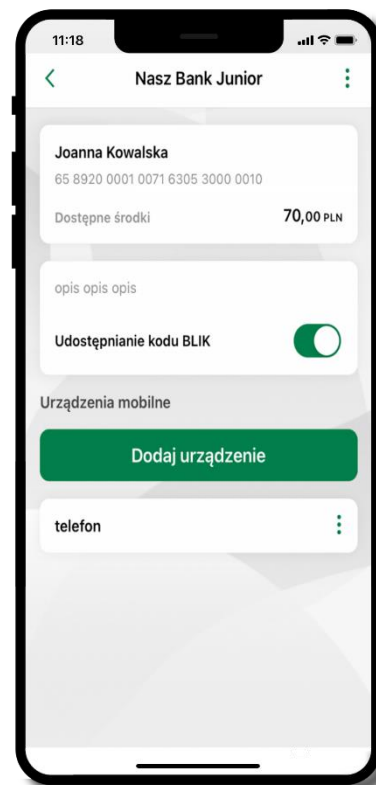 11:18
Nasz Bank Junior
Joanna Kowalska
65 8920 0001 0071 6305 3000 0010
Dostępne środki 70,00 PLN
opis opis opis
Udostępnianie kodu BLIK
Urządzenia mobilne
Dodaj urządzenie
telefon